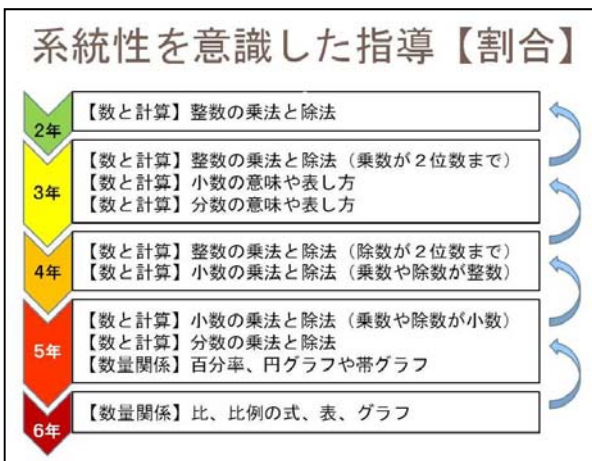 系統性を意識した指導【割合】
2年
【数と計算】整数の乗法と除法
3年
【数と計算】整数の乗法と除法（乗数が２位数まで）
【数と計算】小数の意味や表し方
【数と計算】分数の意味や表し方
4年
【数と計算】整数の乗法と除法（除数が２位数まで）
【数と計算】小数の乗法と除法（乗数や除数が整数）
5年
【数と計算】小数の乗法と除法（乗数や除数が小数）
【数と計算】分数の乗法と除法
【数量関係】百分率、円グラフや帯グラフ
6年
【数量関係】比、比例の式、表、グラフ